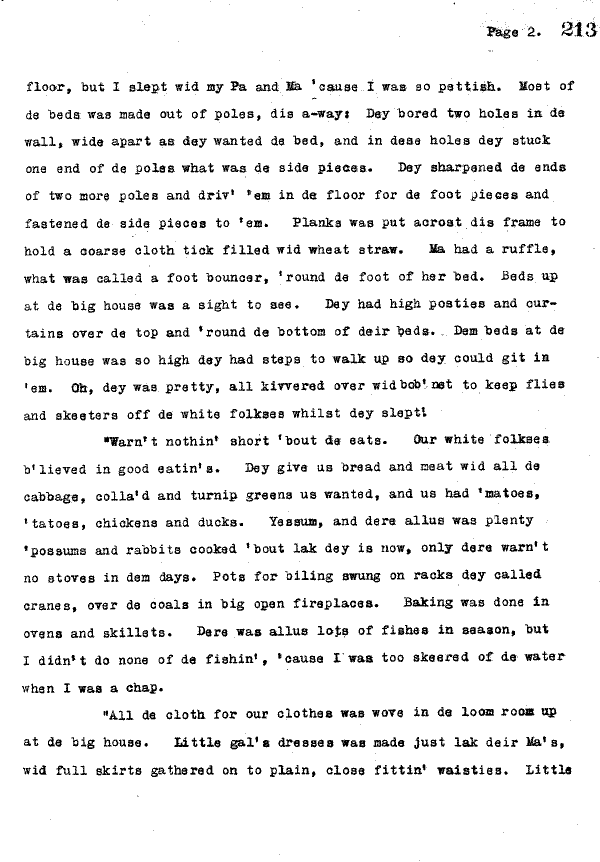 Page 2. 213
floor, but I slept wid my Pa and Ma 'cause I was so pettish. Most of
de beds was made out of poles, dis a-way: Dey bored two holes in de
wall, wide apart as dey wanted de bed, and in dese holes dey stuck
one end of de poles what was de side pieces. Dey sharpened de ends
of two more poles and driv' 'em in de floor for de foot pieces and
fastened de side pieces to 'em. Planks was put acrost dis frame to
hold a coarse cloth tick filled wid wheat straw. Ma had a ruffle,
what was called a foot bouncer, 'round de foot of her bed. Beds up
at de big house was a sight to see. Dey had high posties and cur-
tains over de top and 'round de bottom of deir beds. Dem beds at de
big house was so high dey had steps to walk up so dey could git in
'em. Oh, dey was pretty, all kivvered over wid bob'net to keep flies
and skeeters off de white folkses whilst dey slept!
"Warn't nothin' short 'bout de eats. Our white folkses
b'lieved in good eatin's. Dey give us bread and meat wid all de
cabbage, colla'd and turnip greens us wanted, and us had 'matoes,
'tatoes, chickens and ducks. Yessum, and dere allus was plenty
'possums and rabbits cooked 'bout lak dey is now, only dere warn't
no stoves in dem days. Pots for biling swung on racks dey called
cranes, over de coals in big open fireplaces. Baking was done in
ovens and skillets. Dere was allus lots of fishes in season, but
I didn't do none of de fishin', 'cause I was too skeered of de water
when I was a chap.
"All de cloth for our clothes was wove in de loom room up
at de big house. Little gal's dresses was made just lak deir Ma's,
wid full skirts gathered on to plain, close fittin' waisties. Little